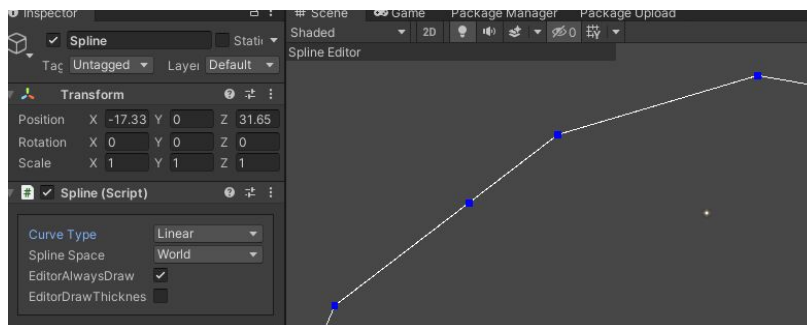 Inspector
Spline Static
Tag Untagged Layer Default
Transform
Position X -17.33 Y 0 Z 31.65
Rotation X 0 Y 0 Z 0
Scale X 1 Y 1 Z 1
# Spline (Script)
Curve Type Linear
Spline Space World
EditorAlwaysDraw
EditorDrawThicknes
# Scene Game Package Manager Package Upload
Shaded 2D 0
Spline Editor